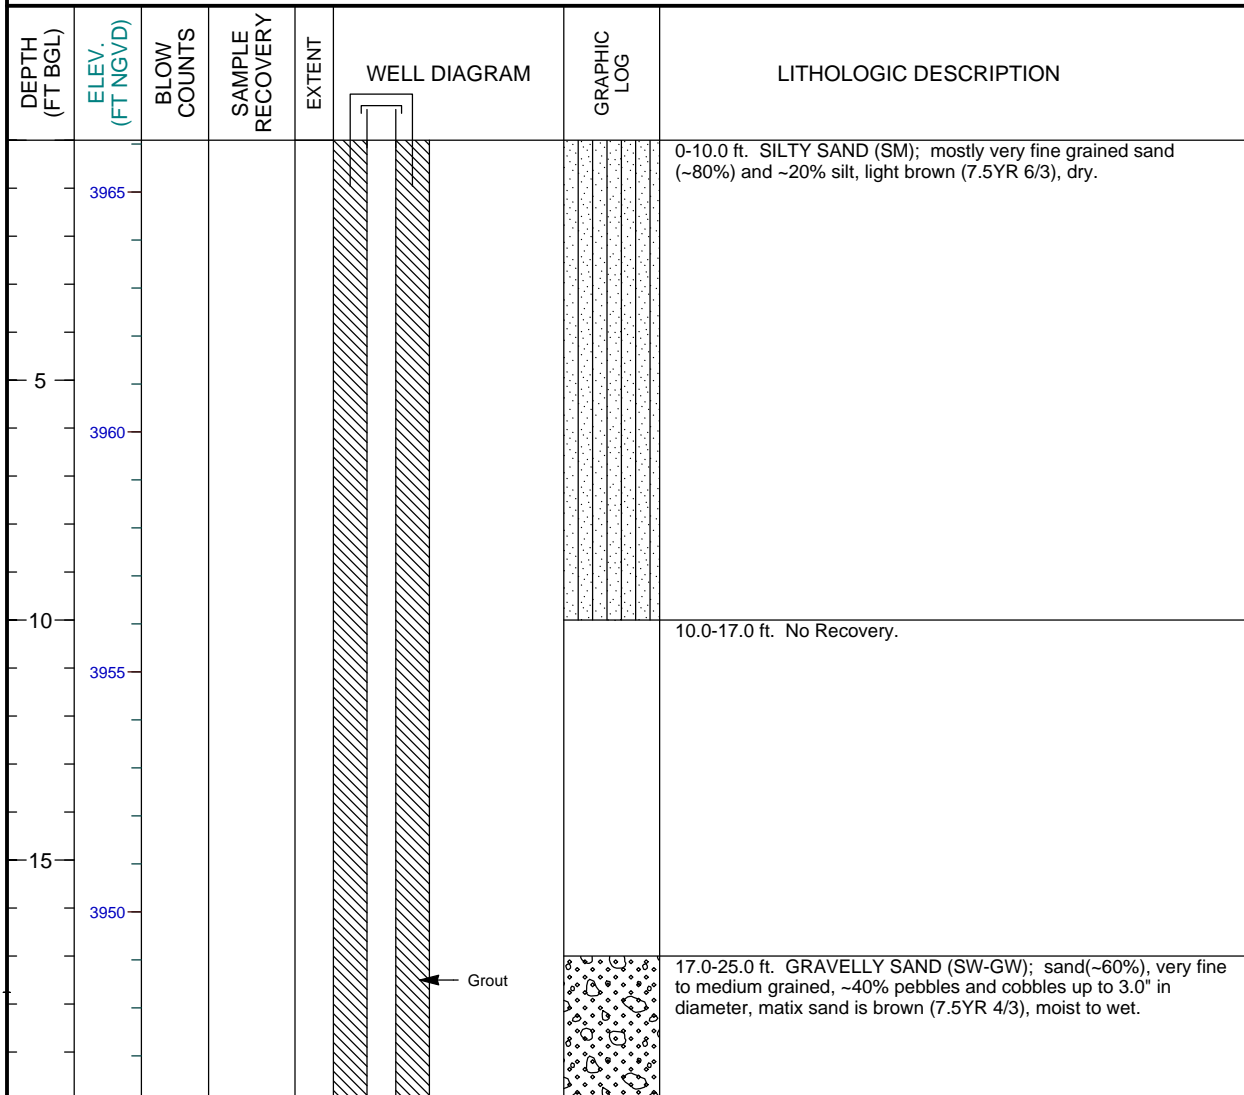 DEPTH
(FT BGL)
ELEV.
(FT NGVD)
BLOW
COUNTS
SAMPLE
RECOVERY
EXTENT
WELL DIAGRAM
GRAPHIC
LOG
LITHOLOGIC DESCRIPTION
0-10.0 ft.  SILTY SAND (SM);  mostly very fine grained sand
(~80%) and ~20% silt, light brown (7.5YR 6/3), dry.
3965
5
3960
10
10.0-17.0 ft.  No Recovery.
3955
15
3950
17.0-25.0 ft.  GRAVELLY SAND (SW-GW);  sand(~60%), very fine
to medium grained, ~40% pebbles and cobbles up to 3.0" in
diameter, matix sand is brown (7.5YR 4/3), moist to wet.
Grout